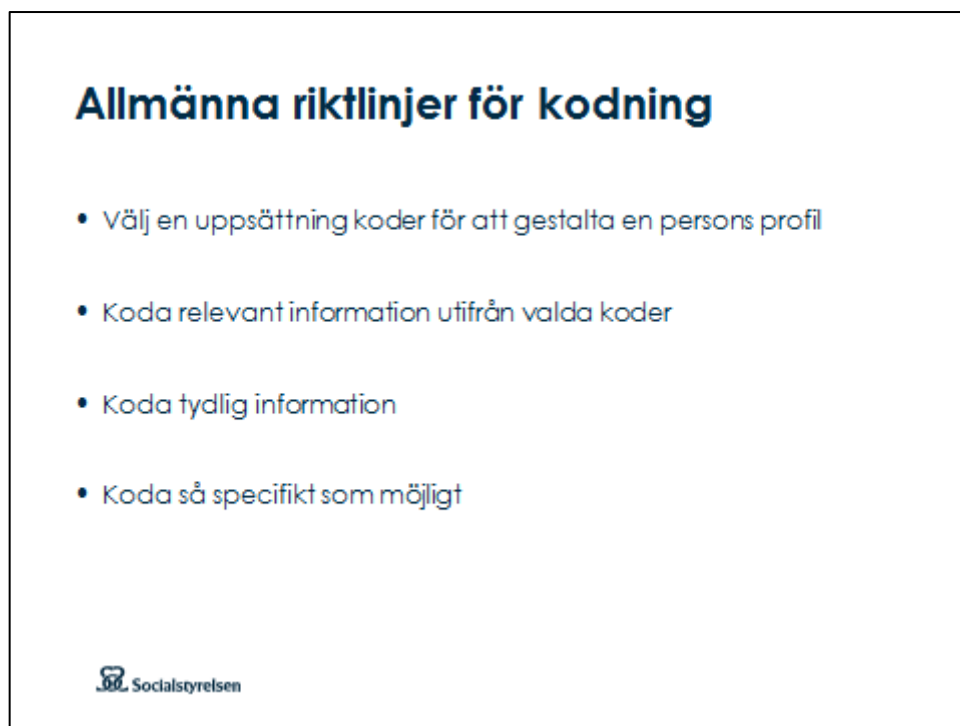 Allmänna riktlinjer för kodning
• Välj en uppsättning koder för att gestalta en persons profil
• Koda relevant information utifrån valda koder
• Koda tydlig information
• Koda så specifikt som möjligt
Socialstyrelsen